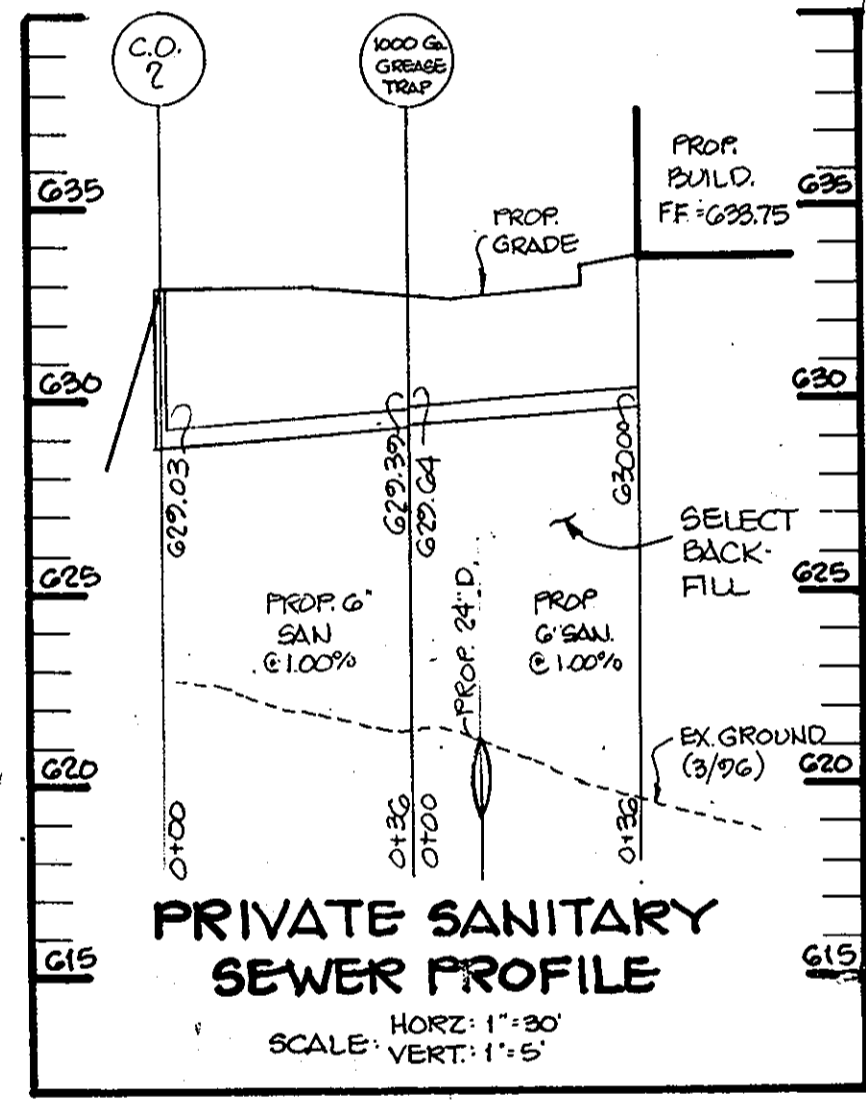 C.O.
2
1000 Ga.
GREASE
TRAP
635
PROP.
BUILD.
FF.=633.75
635
PROP.
GRADE
630
630
629.03
629.39
629.64
630.00
SELECT
BACK-
FILL
625
625
PROP. 6"
SAN
@ 1.00%
PROP. 24" D.
PROP
6" SAN.
@ 1.00%
EX. GROUND
(3/96)
620
620
0+00
0+36
0+00
0+36
PRIVATE SANITARY
SEWER PROFILE
615
615
SCALE: HORZ: 1"=30'
VERT.: 1"=5'